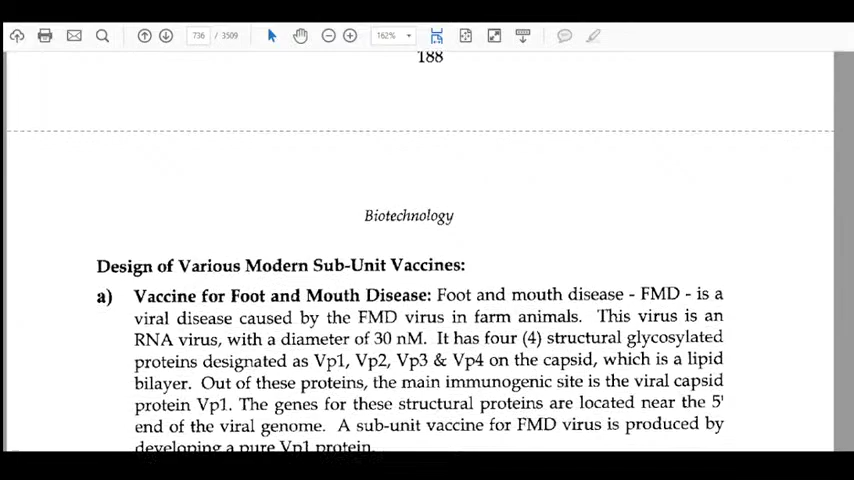 736 / 3509
162%
188
Biotechnology
Design of Various Modern Sub-Unit Vaccines:
a) Vaccine for Foot and Mouth Disease: Foot and mouth disease - FMD - is a
viral disease caused by the FMD virus in farm animals. This virus is an
RNA virus, with a diameter of 30 nM. It has four (4) structural glycosylated
proteins designated as Vp1, Vp2, Vp3 & Vp4 on the capsid, which is a lipid
bilayer. Out of these proteins, the main immunogenic site is the viral capsid
protein Vp1. The genes for these structural proteins are located near the 5'
end of the viral genome. A sub-unit vaccine for FMD virus is produced by
developing a pure Vp1 protein.